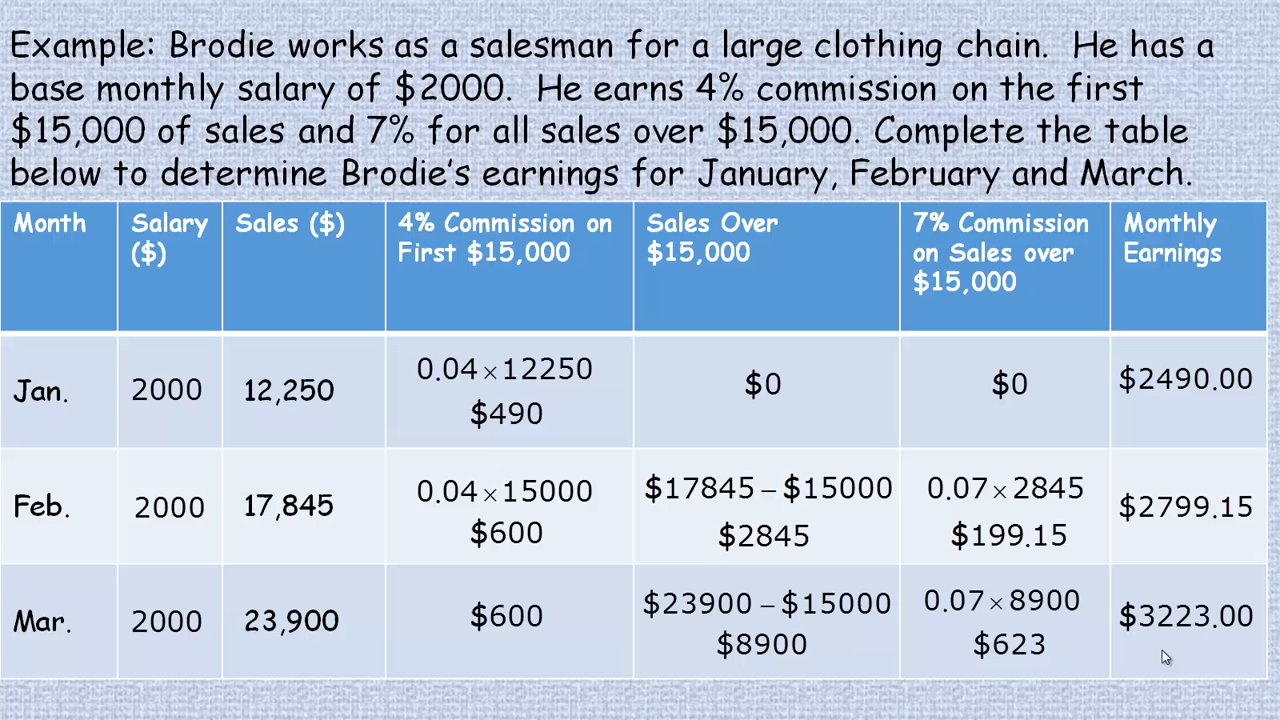 Example: Brodie works as a salesman for a large clothing chain.  He has a
base monthly salary of $2000.  He earns 4% commission on the first
$15,000 of sales and 7% for all sales over $15,000. Complete the table
below to determine Brodie's earnings for January, February and March.
Month
Salary
($)
Sales ($)
4% Commission on
First $15,000
Sales Over
$15,000
7% Commission
on Sales over
$15,000
Monthly
Earnings
Jan.
2000
12,250
0.04×12250
$490
$0
$0
$2490.00
Feb.
2000
17,845
0.04×15000
$600
$17845–$15000
$2845
0.07×2845
$199.15
$2799.15
Mar.
2000
23,900
$600
$23900–$15000
$8900
0.07×8900
$623
$3223.00